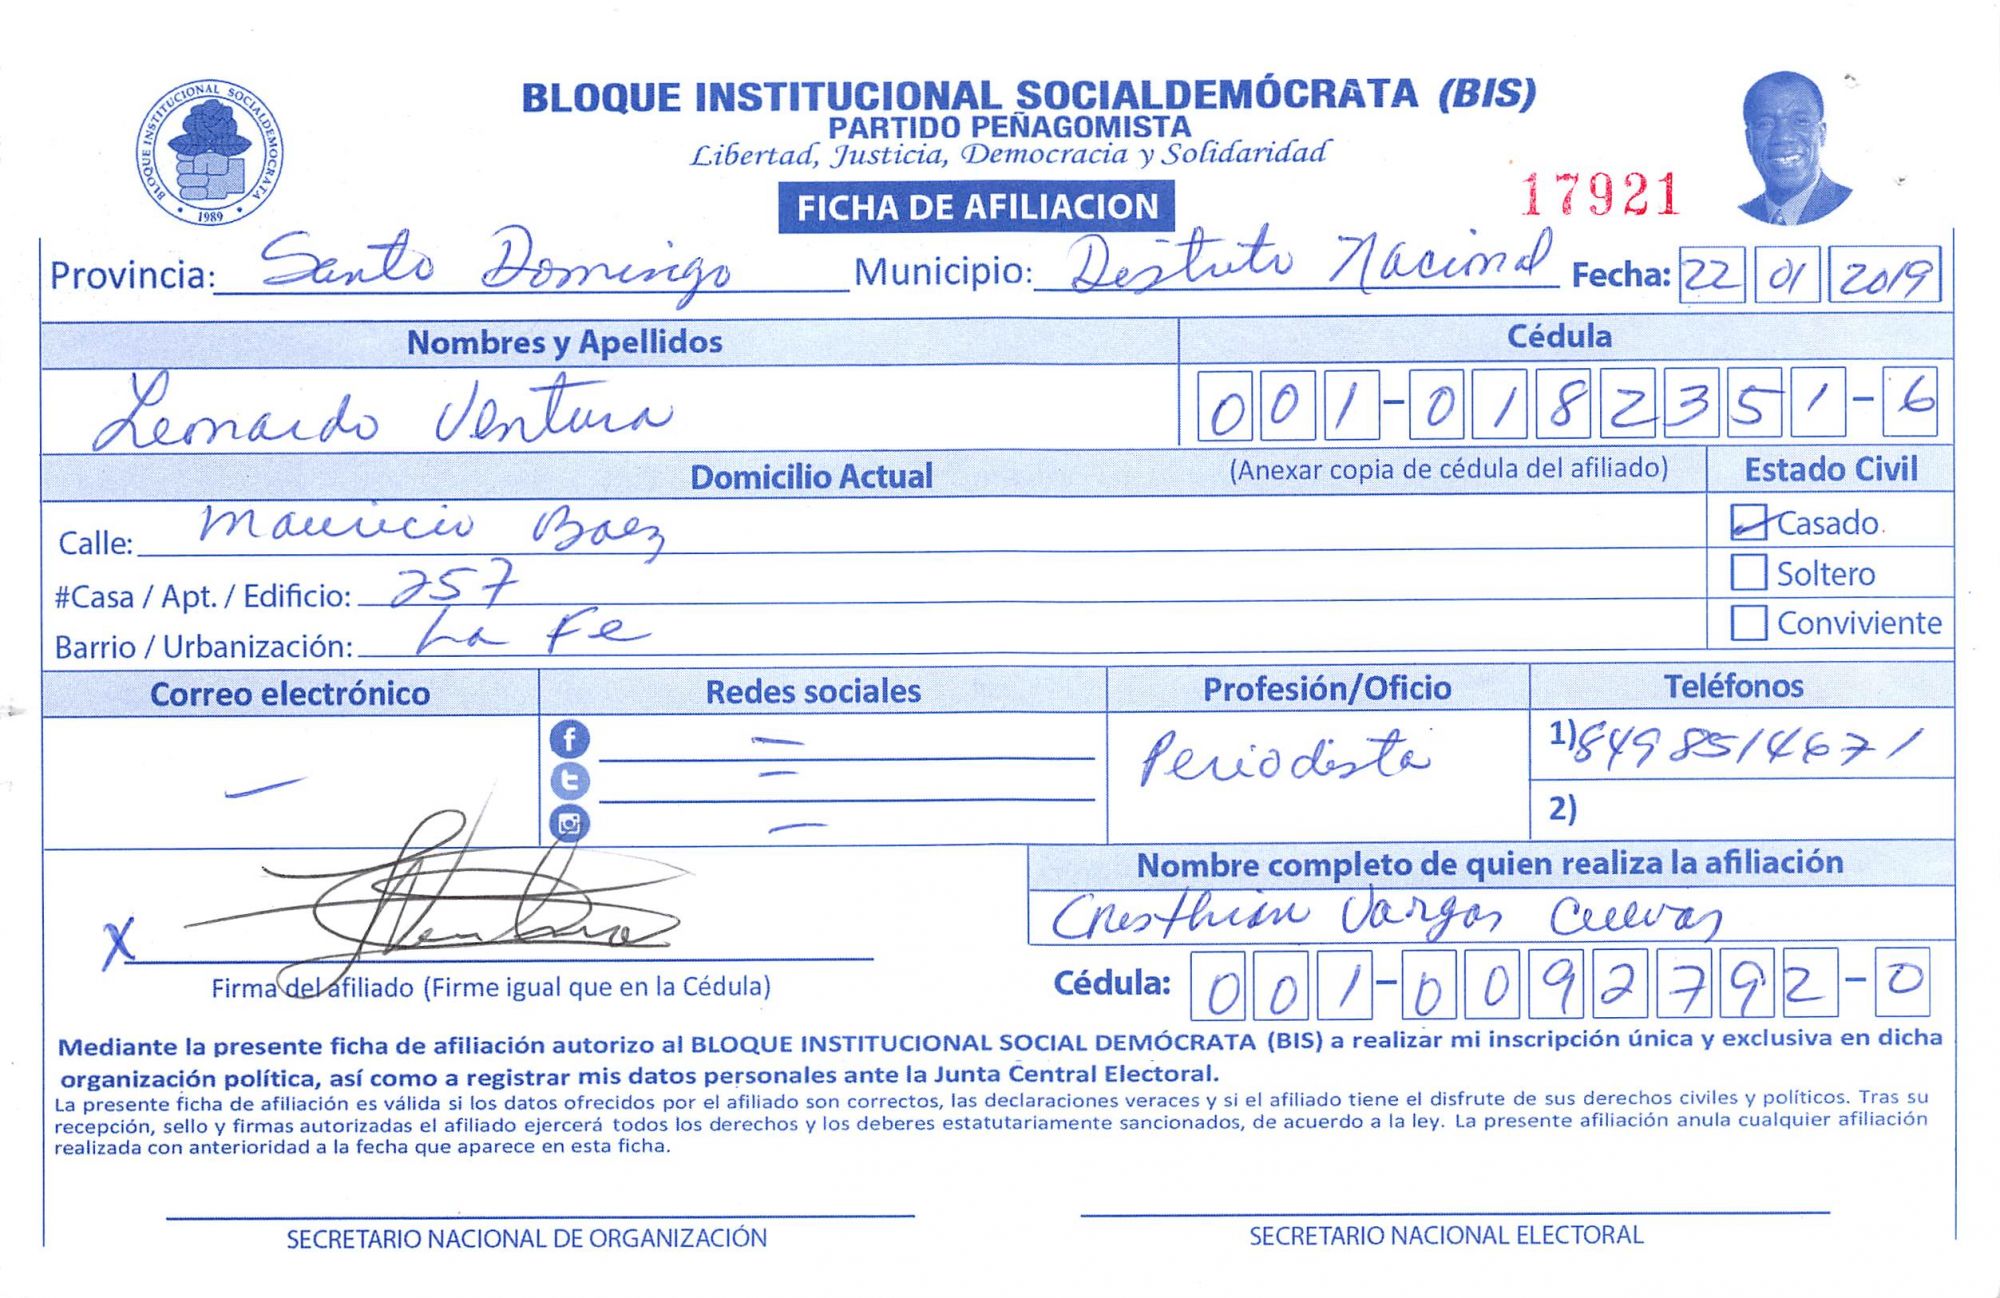 BLOQUE INSTITUCIONAL SOCIALDEMÓCRATA (BIS)
PARTIDO PEÑAGOMISTA
Libertad, Justicia, Democracia y Solidaridad
BLOQUE INSTITUCIONAL SOCIALDEMOCRATA
1989
FICHA DE AFILIACION
17921
Provincia: Santo Domingo Municipio: Distrito Nacional Fecha: 22 01 2019
Nombres y Apellidos Cédula
Leonardo Ventura 001-0182351-6
Domicilio Actual (Anexar copia de cédula del afiliado) Estado Civil
Calle: Mauricio Baez Casado
#Casa / Apt. / Edificio: 257 Soltero
Barrio / Urbanización: La Fe Conviviente
Correo electrónico Redes sociales Profesión/Oficio Teléfonos
— — Periodista 1) 8498514671
—
— 2)
Nombre completo de quien realiza la afiliación
Cresthian Vargas Cuevas
X
Firma del afiliado (Firme igual que en la Cédula) Cédula: 001-0092792-0
Mediante la presente ficha de afiliación autorizo al BLOQUE INSTITUCIONAL SOCIAL DEMÓCRATA (BIS) a realizar mi inscripción única y exclusiva en dicha
organización política, así como a registrar mis datos personales ante la Junta Central Electoral.
La presente ficha de afiliación es válida si los datos ofrecidos por el afiliado son correctos, las declaraciones veraces y si el afiliado tiene el disfrute de sus derechos civiles y políticos. Tras su
recepción, sello y firmas autorizadas el afiliado ejercerá todos los derechos y los deberes estatutariamente sancionados, de acuerdo a la ley. La presente afiliación anula cualquier afiliación
realizada con anterioridad a la fecha que aparece en esta ficha.
SECRETARIO NACIONAL DE ORGANIZACIÓN SECRETARIO NACIONAL ELECTORAL